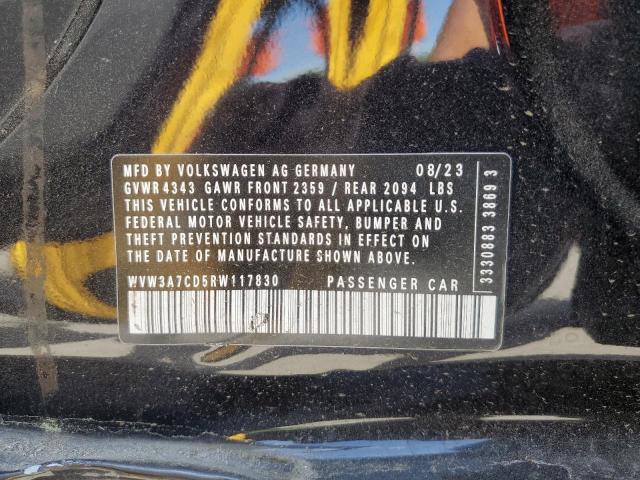 MFD BY VOLKSWAGEN AG GERMANY 08/23
GVWR 4343 GAWR FRONT 2359 / REAR 2094 LBS
THIS VEHICLE CONFORMS TO ALL APPLICABLE U.S.
FEDERAL MOTOR VEHICLE SAFETY, BUMPER AND
THEFT PREVENTION STANDARDS IN EFFECT ON
THE DATE OF MANUFACTURE SHOWN ABOVE.
WVW3A7CD5RW117830 PASSENGER CAR
3330883 3869 3